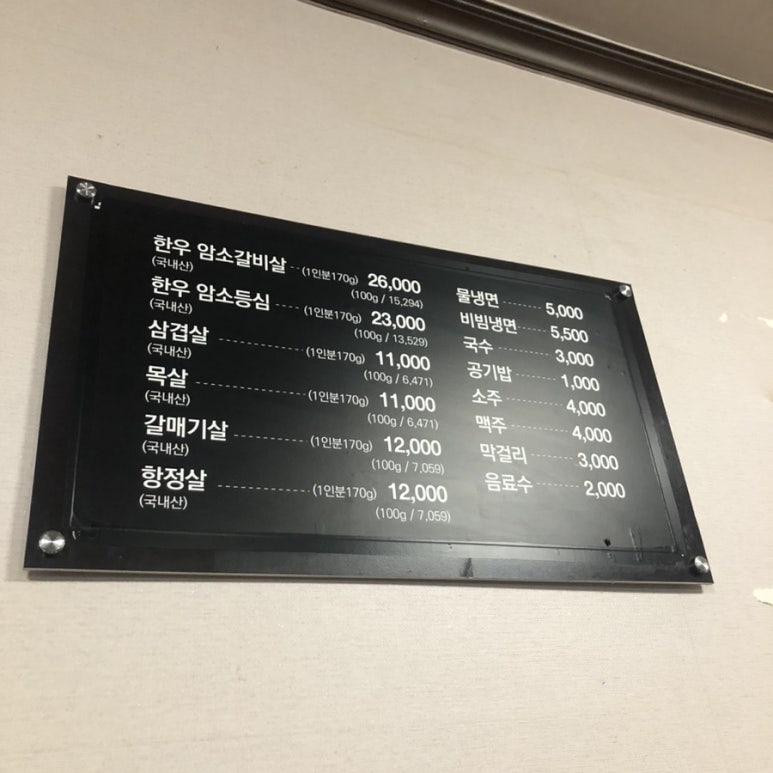 한우 암소갈비살 (1인분170g) 26,000
(국내산) (100g / 15,294)
한우 암소등심 (1인분170g) 23,000
(국내산) (100g / 13,529)
삼겹살 (1인분170g) 11,000
(국내산) (100g / 6,471)
목살 (1인분170g) 11,000
(국내산) (100g / 6,471)
갈매기살 (1인분170g) 12,000
(국내산) (100g / 7,059)
항정살 (1인분170g) 12,000
(국내산) (100g / 7,059)
물냉면 5,000
비빔냉면 5,500
국수 3,000
공기밥 1,000
소주 4,000
맥주 4,000
막걸리 3,000
음료수 2,000